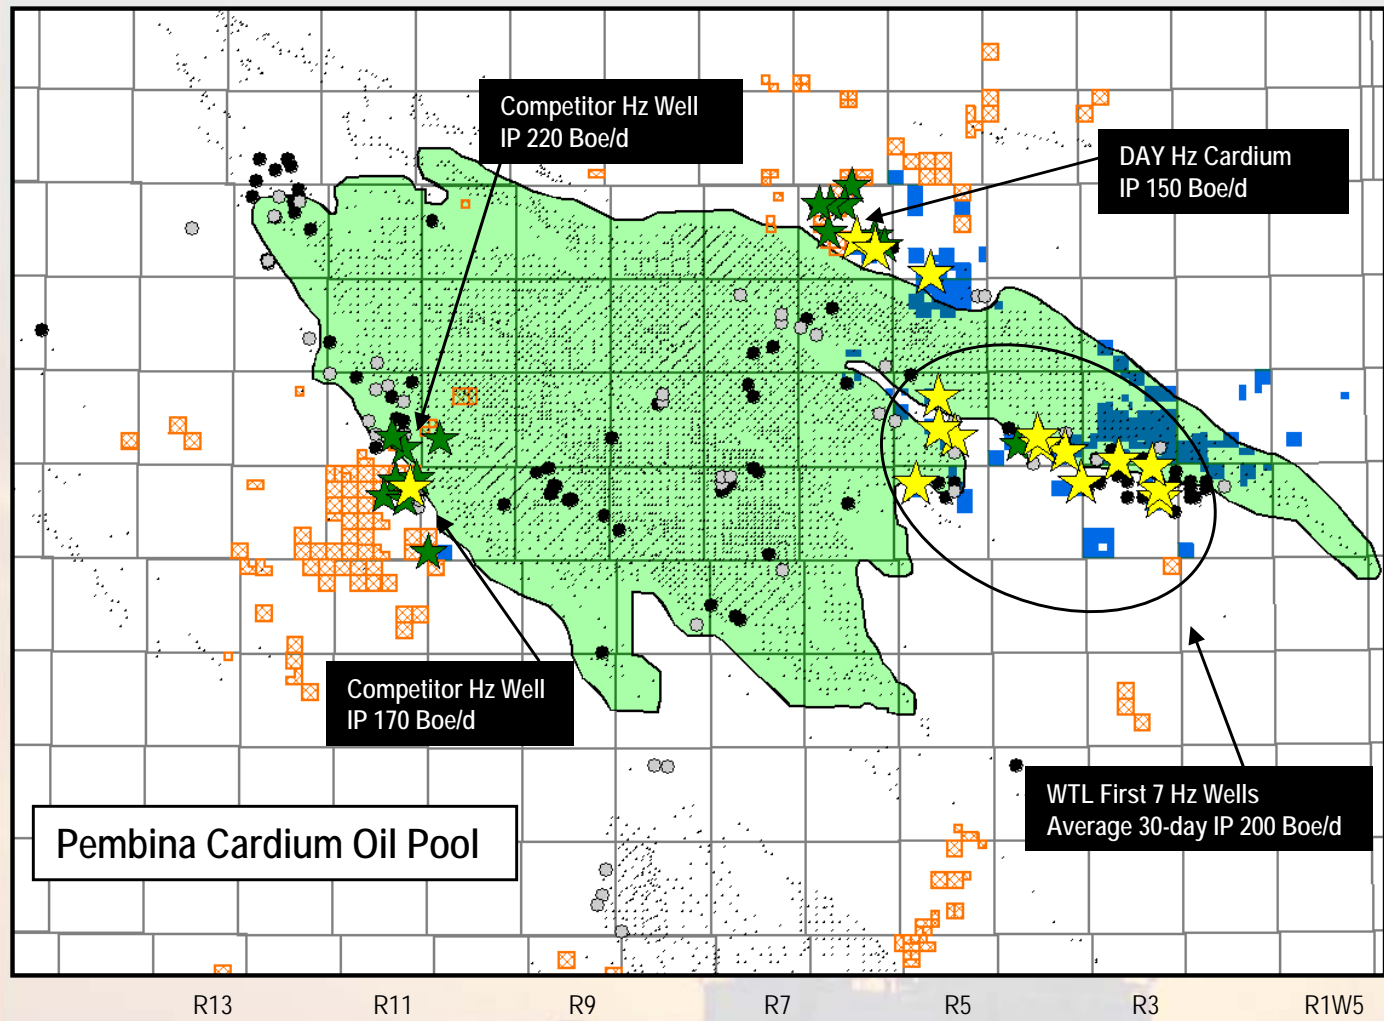 Competitor Hz Well
IP 220 Boe/d
DAY Hz Cardium
IP 150 Boe/d
Competitor Hz Well
IP 170 Boe/d
WTL First 7 Hz Wells
Average 30-day IP 200 Boe/d
Pembina Cardium Oil Pool
R13 R11 R9 R7 R5 R3 R1W5